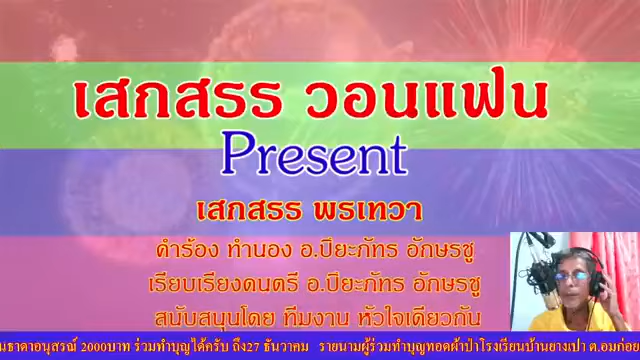 เสกสรร วอนแฟน
Present
เสกสรร พรเทวา
คำร้อง ทำนอง อ.ปิยะภัทร อักษรชู
เรียบเรียงดนตรี อ.ปิยะภัทร อักษรชู
สนับสนุนโดย ทีมงาน หัวใจเดียวกัน
นธาดาอนุสรณ์ 2000บาท ร่วมทำบุญได้ครับ ถึง27 ธันวาคม รายนามผู้ร่วมทำบุญทอดผ้าป่าโรงเรียนบ้านยางเปา ต.อมก๋อย